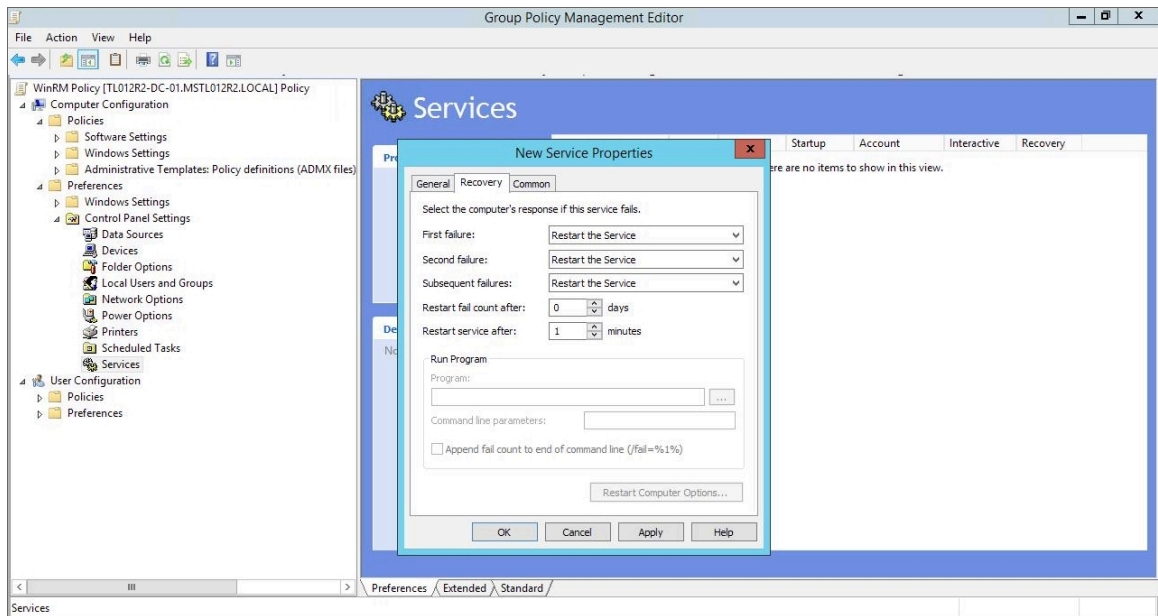 Group Policy Management Editor
File Action View Help
WinRM Policy [TL012R2-DC-01.MSTL012R2.LOCAL] Policy
Computer Configuration
Policies
Software Settings
Windows Settings
Administrative Templates: Policy definitions (ADMX files)
Preferences
Windows Settings
Control Panel Settings
Data Sources
Devices
Folder Options
Local Users and Groups
Network Options
Power Options
Printers
Scheduled Tasks
Services
User Configuration
Policies
Preferences
Services
Startup Account Interactive Recovery
ere are no items to show in this view.
Pr
De
No
New Service Properties
x
General Recovery Common
Select the computer's response if this service fails.
First failure: Restart the Service
Second failure: Restart the Service
Subsequent failures: Restart the Service
Restart fail count after: 0 days
Restart service after: 1 minutes
Run Program
Program:
...
Command line parameters:
Append fail count to end of command line (/fail=%1%)
Restart Computer Options...
OK Cancel Apply Help
Preferences Extended Standard
Services